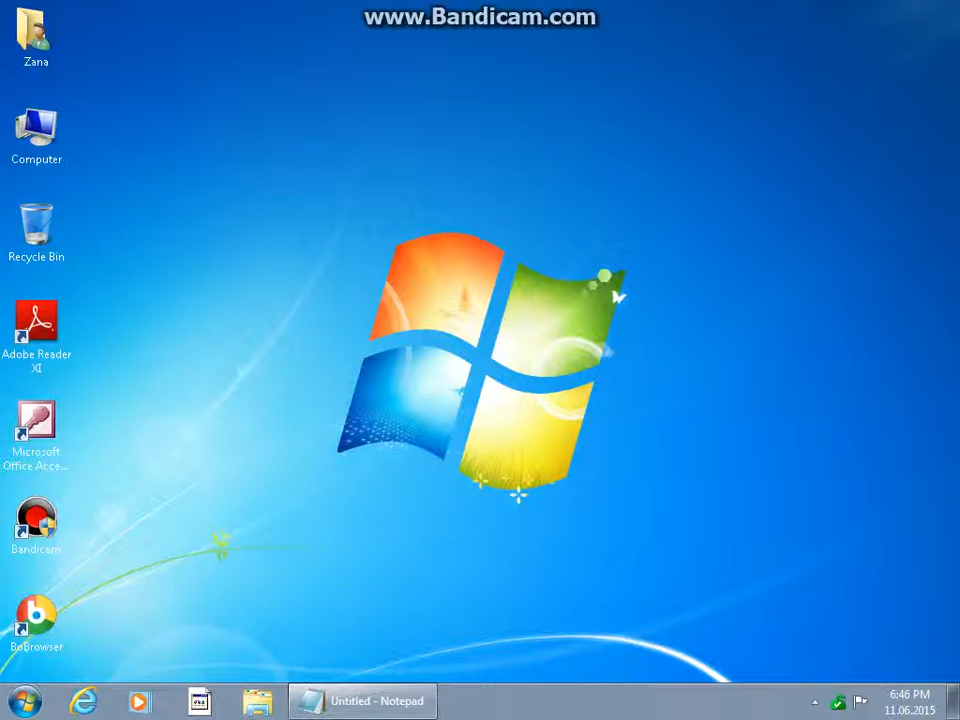 www.Bandicam.com
Zana
Computer
Recycle Bin
Adobe Reader
XI
Microsoft
Office Acce...
Bandicam
BoBrowser
Untitled - Notepad
6:46 PM
11.06.2015